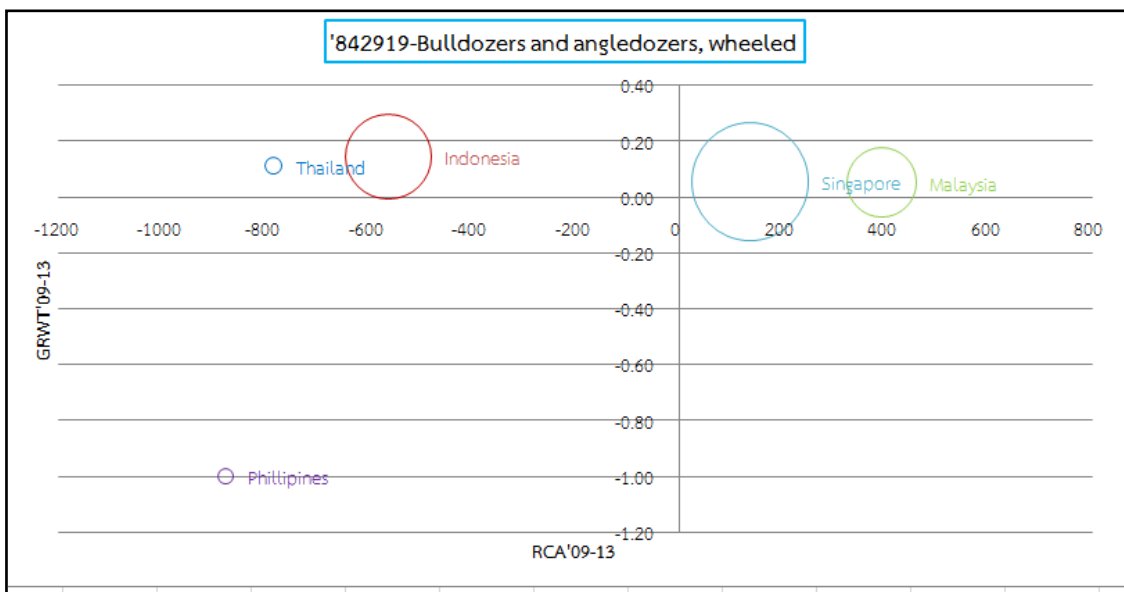 '842919-Bulldozers and angledozers, wheeled
0.40
0.20
Indonesia
Thailand
Singapore
Malaysia
0.00
-1200 -1000 -800 -600 -400 -200 0 200 400 600 800
-0.20
GRWT'09-13
-0.40
-0.60
-0.80
Phillipines
-1.00
-1.20
RCA'09-13